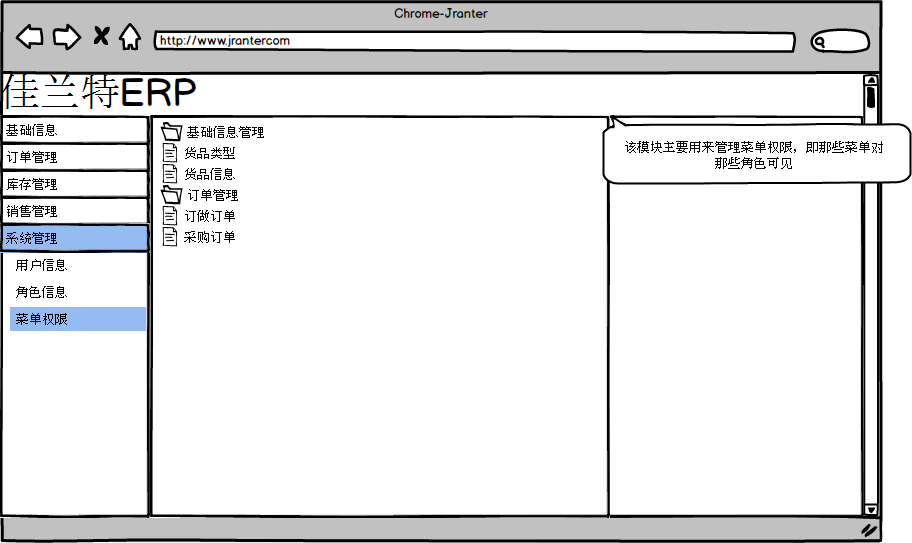 Chrome-Jranter
http://www.jrantercom
佳兰特ERP
基础信息
订单管理
库存管理
销售管理
系统管理
用户信息
角色信息
菜单权限
基础信息管理
货品类型
货品信息
订单管理
订做订单
采购订单
该模块主要用来管理菜单权限，即那些菜单对
那些角色可见